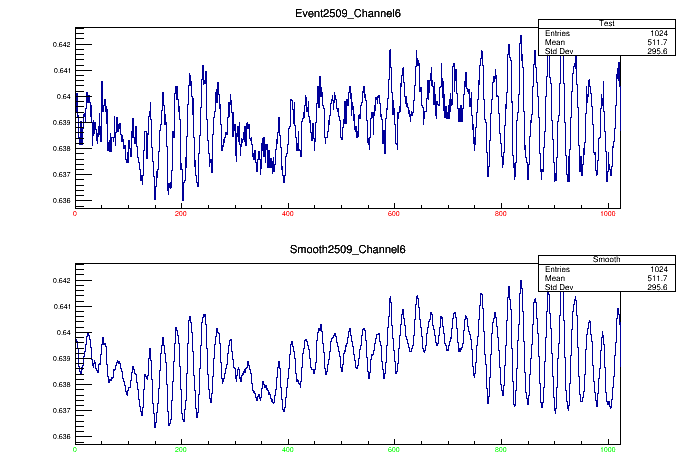 Event2509_Channel6
Test
Entries 1024
Mean 511.7
Std Dev 295.6
0.642
0.641
0.64
0.639
0.638
0.637
0.636
0 200 400 600 800 1000
Smooth2509_Channel6
Smooth
Entries 1024
Mean 511.7
Std Dev 295.6
0.642
0.641
0.64
0.639
0.638
0.637
0.636
0 200 400 600 800 1000